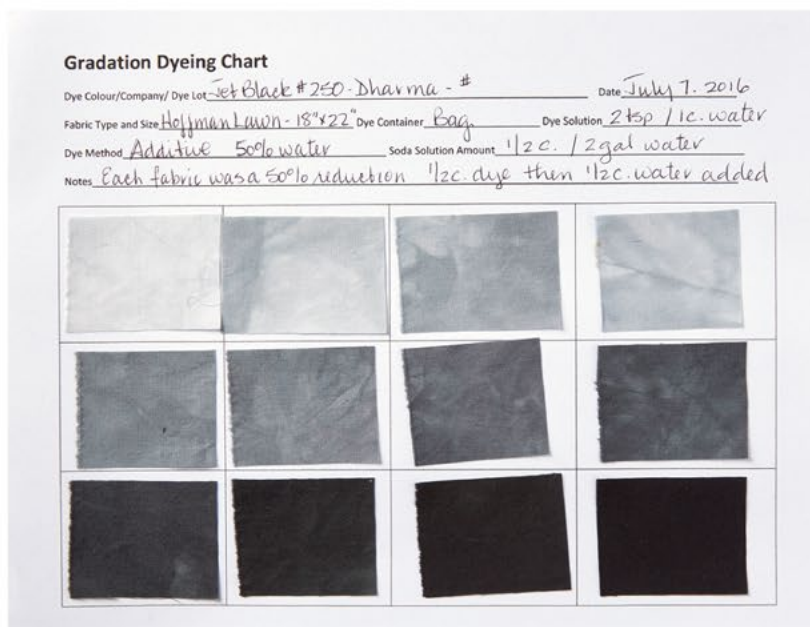 Gradation Dyeing Chart
Dye Colour/Company/ Dye Lot Jet Black #250 - Dharma - # Date July 7. 2016
Fabric Type and Size Hoffman Lawn - 18"x22" Dye Container Bag Dye Solution 2 tsp / 1c. water
Dye Method Additive 50% water Soda Solution Amount 1/2 c. / 2 gal water
Notes Each fabric was a 50% reduction 1/2c. dye then 1/2c. water added